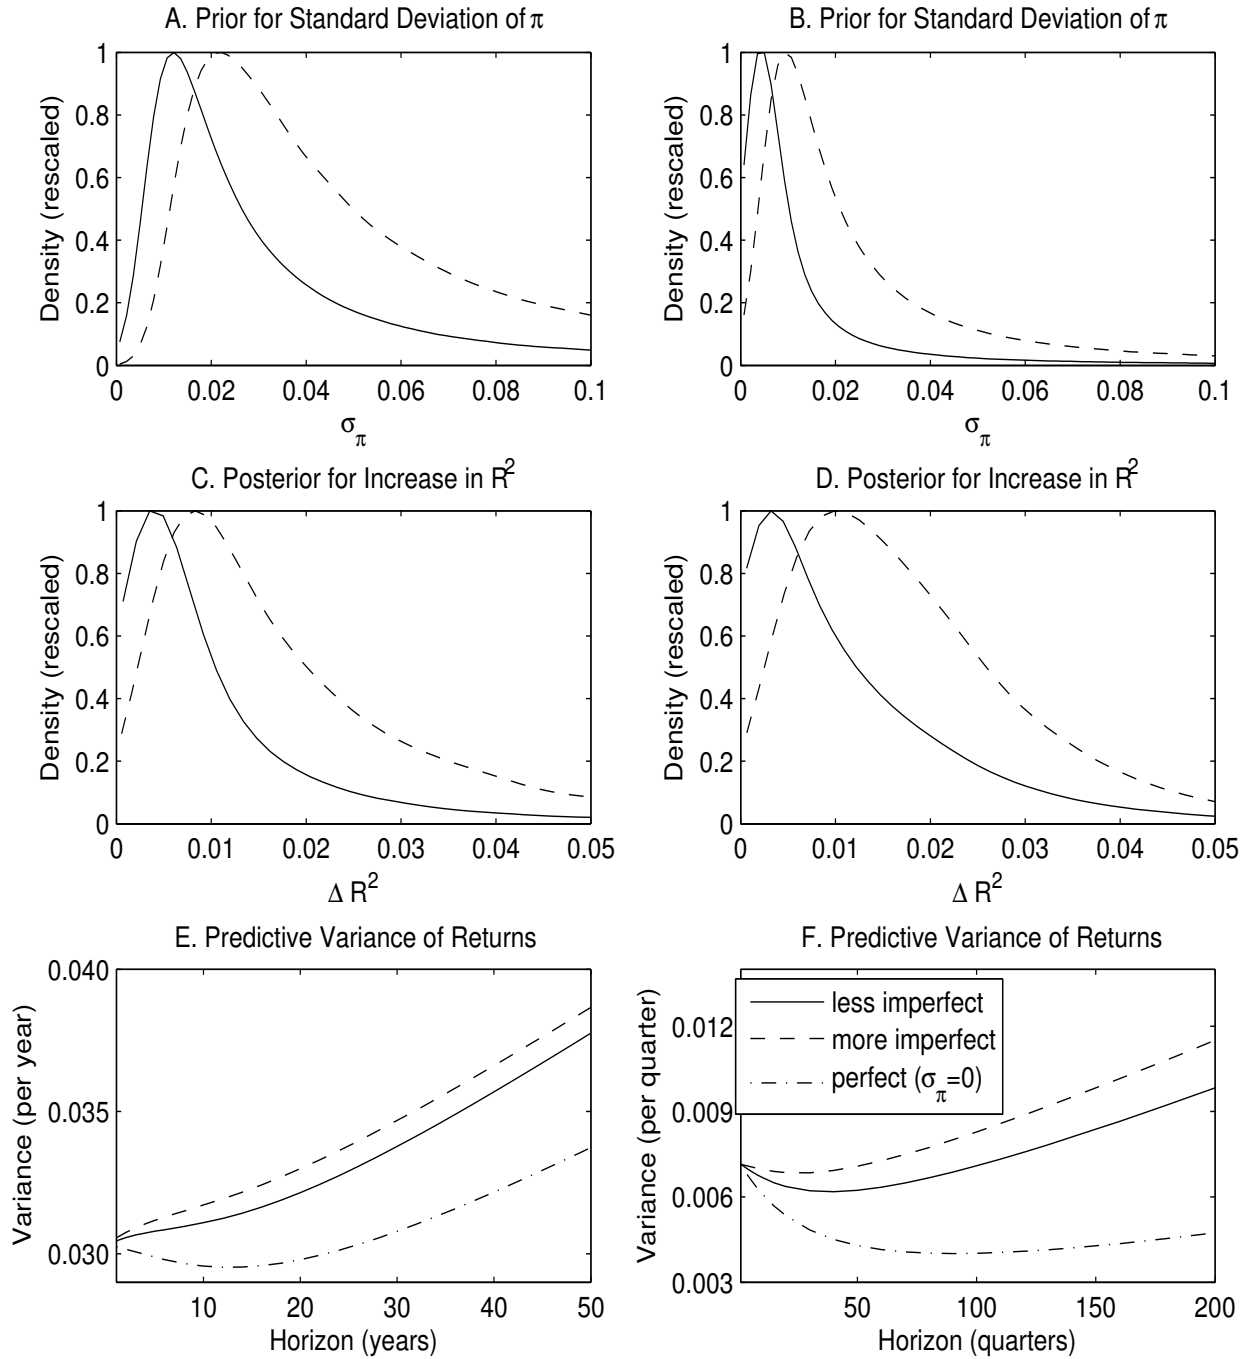 A. Prior for Standard Deviation of π
B. Prior for Standard Deviation of π
Density (rescaled)
1
0.8
0.6
0.4
0.2
0
0 0.02 0.04 0.06 0.08 0.1
σπ
Density (rescaled)
1
0.8
0.6
0.4
0.2
0
0 0.02 0.04 0.06 0.08 0.1
σπ
C. Posterior for Increase in R²
D. Posterior for Increase in R²
Density (rescaled)
1
0.8
0.6
0.4
0.2
0
0 0.01 0.02 0.03 0.04 0.05
Δ R²
Density (rescaled)
1
0.8
0.6
0.4
0.2
0
0 0.01 0.02 0.03 0.04 0.05
Δ R²
E. Predictive Variance of Returns
F. Predictive Variance of Returns
Variance (per year)
0.040
0.035
0.030
10 20 30 40 50
Horizon (years)
Variance (per quarter)
0.012
0.009
0.006
0.003
less imperfect
more imperfect
perfect (σπ=0)
50 100 150 200
Horizon (quarters)